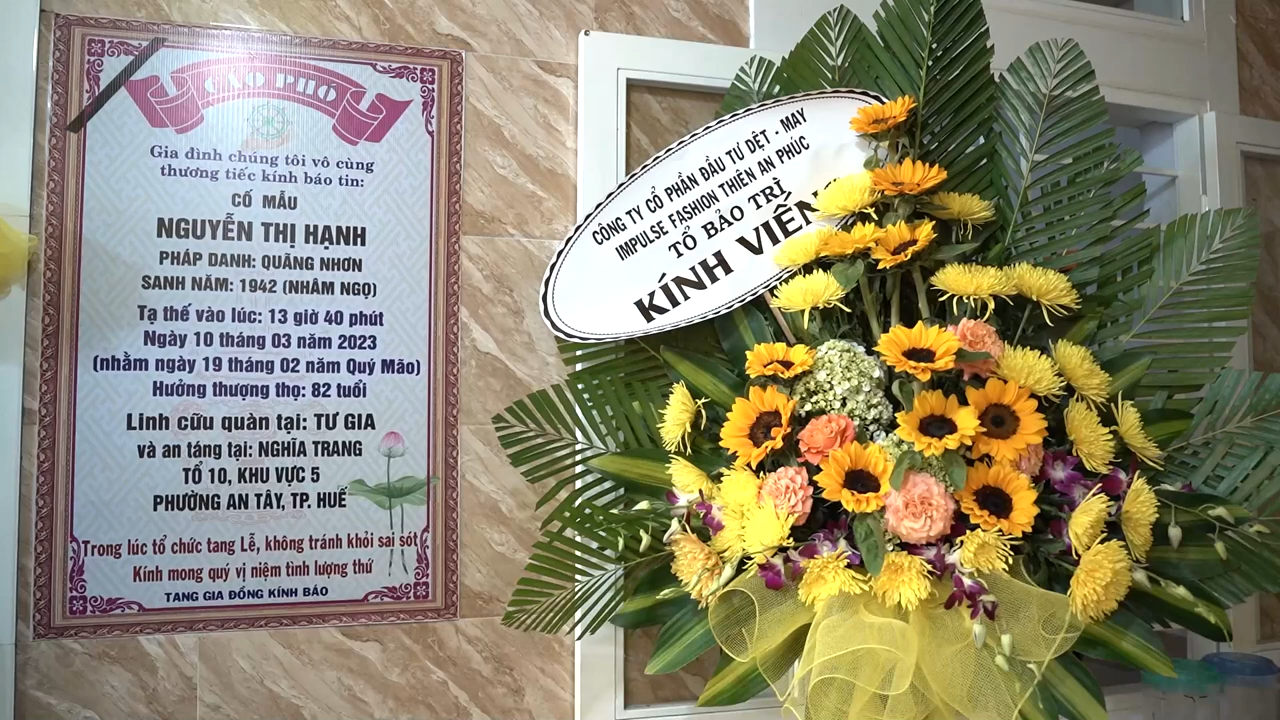 CÁO PHÓ
Gia đình chúng tôi vô cùng
thương tiếc kính báo tin:
CỐ MẪU
NGUYỄN THỊ HẠNH
PHÁP DANH: QUÃNG NHƠN
SANH NĂM: 1942 (NHÂM NGỌ)
Tạ thế vào lúc: 13 giờ 40 phút
Ngày 10 tháng 03 năm 2023
(nhằm ngày 19 tháng 02 năm Quý Mão)
Hưởng thượng thọ: 82 tuổi
Linh cữu quàn tại: TƯ GIA
và an táng tại: NGHĨA TRANG
TỔ 10, KHU VỰC 5
PHƯỜNG AN TÂY, TP. HUẾ
Trong lúc tổ chức tang Lễ, không tránh khỏi sai sót
Kính mong quý vị niệm tình lượng thứ
TANG GIA ĐỒNG KÍNH BÁO
CÔNG TY CỔ PHẦN ĐẦU TƯ DỆT - MAY
IMPULSE FASHION THIÊN AN PHÚC
TỔ BẢO TRÌ
KÍNH VIẾNG